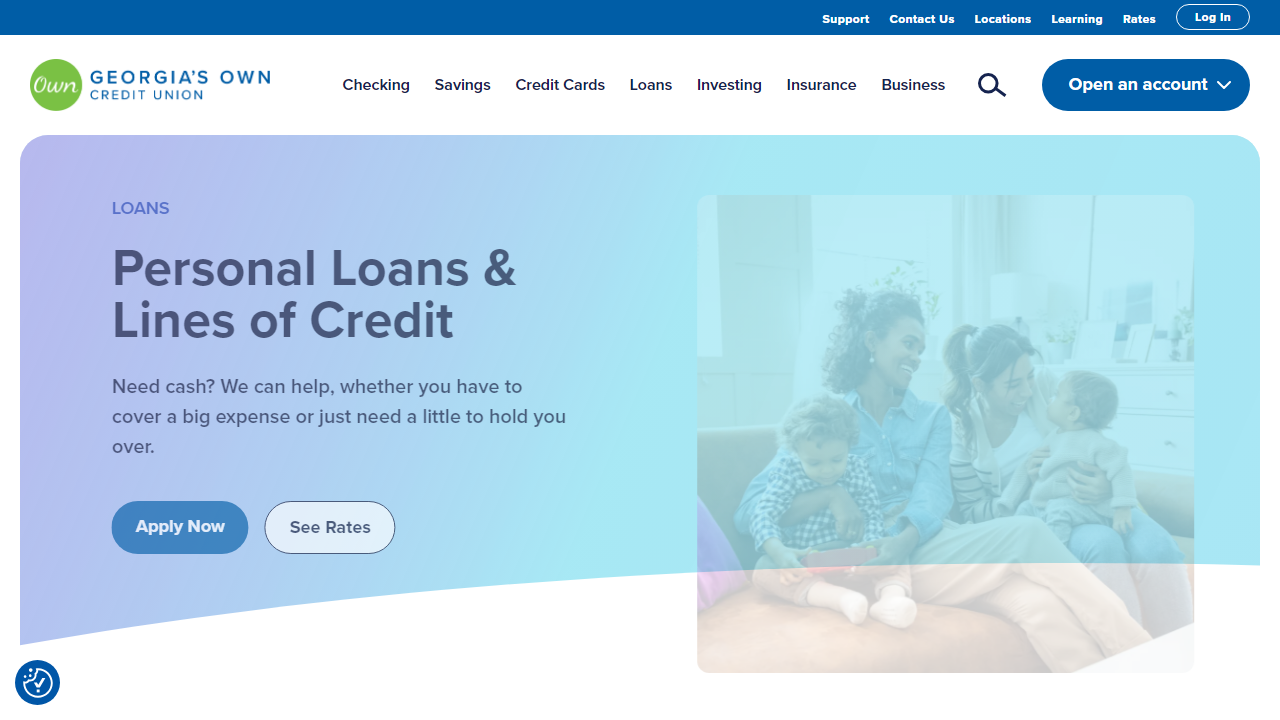 Support Contact Us Locations Learning Rates Log In
Own GEORGIA'S OWN
CREDIT UNION
Checking Savings Credit Cards Loans Investing Insurance Business Open an account
LOANS
Personal Loans &
Lines of Credit
Need cash? We can help, whether you have to
cover a big expense or just need a little to hold you
over.
Apply Now See Rates